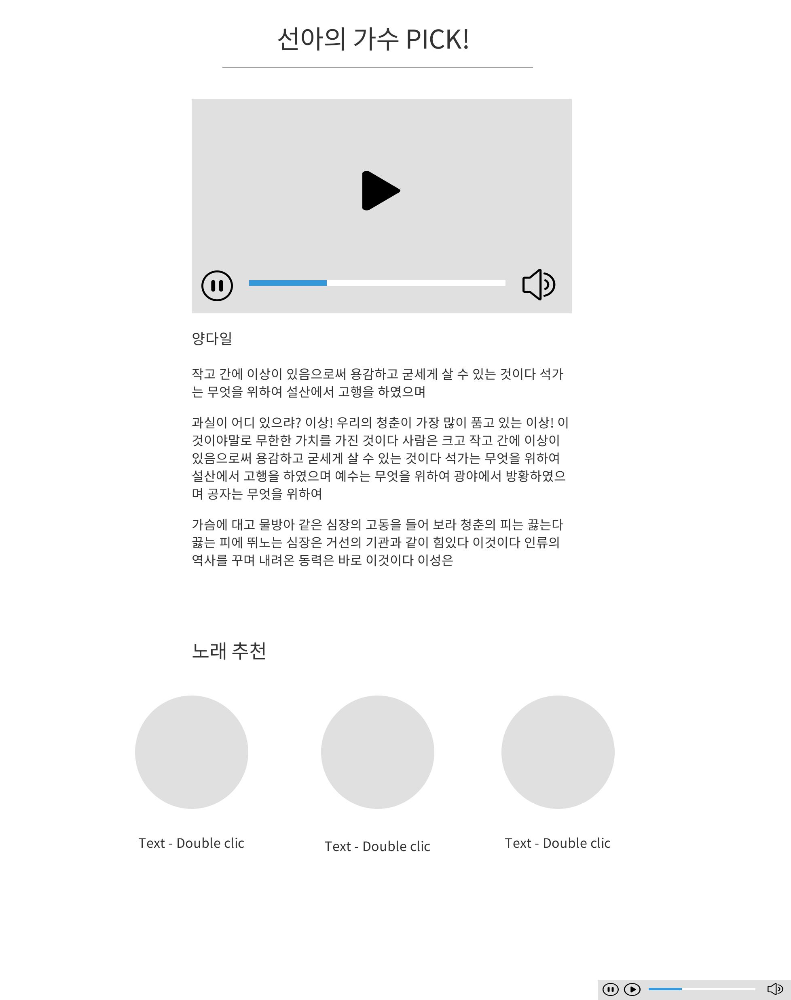 선아의 가수 PICK!
양다일
작고 간에 이상이 있음으로써 용감하고 굳세게 살 수 있는 것이다 석가
는 무엇을 위하여 설산에서 고행을 하였으며
과실이 어디 있으랴? 이상! 우리의 청춘이 가장 많이 품고 있는 이상! 이
것이야말로 무한한 가치를 가진 것이다 사람은 크고 작고 간에 이상이
있음으로써 용감하고 굳세게 살 수 있는 것이다 석가는 무엇을 위하여
설산에서 고행을 하였으며 예수는 무엇을 위하여 광야에서 방황하였으
며 공자는 무엇을 위하여
가슴에 대고 물방아 같은 심장의 고동을 들어 보라 청춘의 피는 끓는다
끓는 피에 뛰노는 심장은 거선의 기관과 같이 힘있다 이것이다 인류의
역사를 꾸며 내려온 동력은 바로 이것이다 이성은
노래 추천
Text - Double clic
Text - Double clic
Text - Double clic